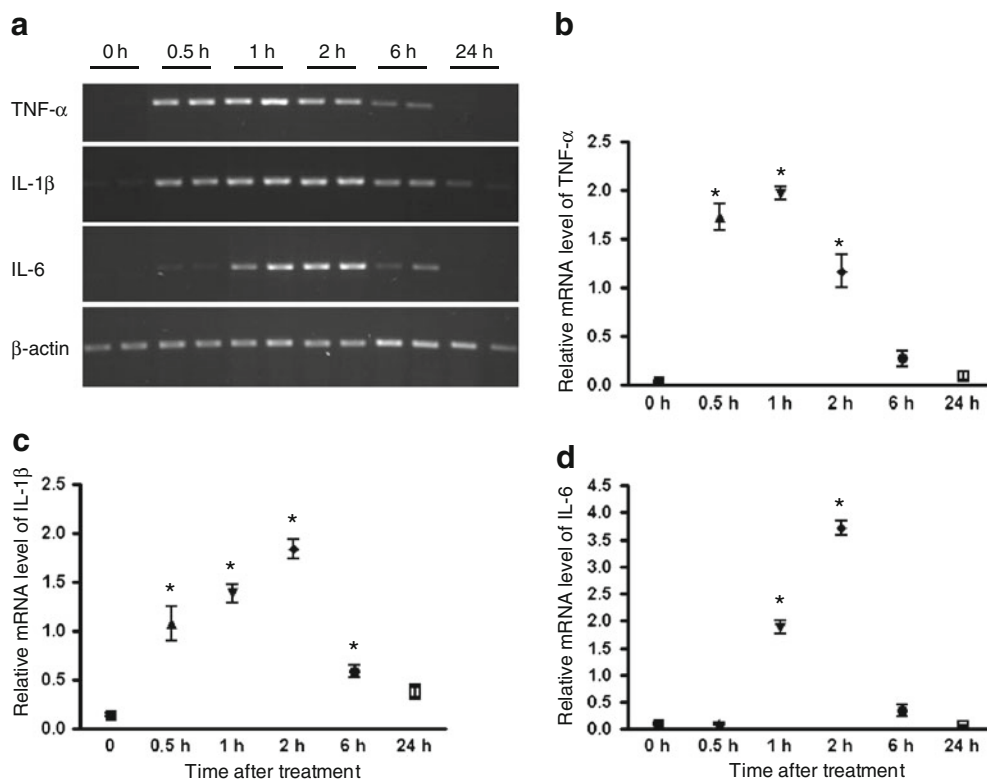 a
0 h 0.5 h 1 h 2 h 6 h 24 h
TNF-α
IL-1β
IL-6
β-actin
b
Relative mRNA level of TNF-α
2.5
2.0
1.5
1.0
0.5
0.0
* * *
0 h 0.5 h 1 h 2 h 6 h 24 h
c
Relative mRNA level of IL-1β
2.5
2.0
1.5
1.0
0.5
0.0
* * * *
0 0.5 h 1 h 2 h 6 h 24 h
Time after treatment
d
Relative mRNA level of IL-6
4.5
4.0
3.5
3.0
2.5
2.0
1.5
1.0
0.5
0.0
* *
0 h 0.5 h 1 h 2 h 6 h 24 h
Time after treatment